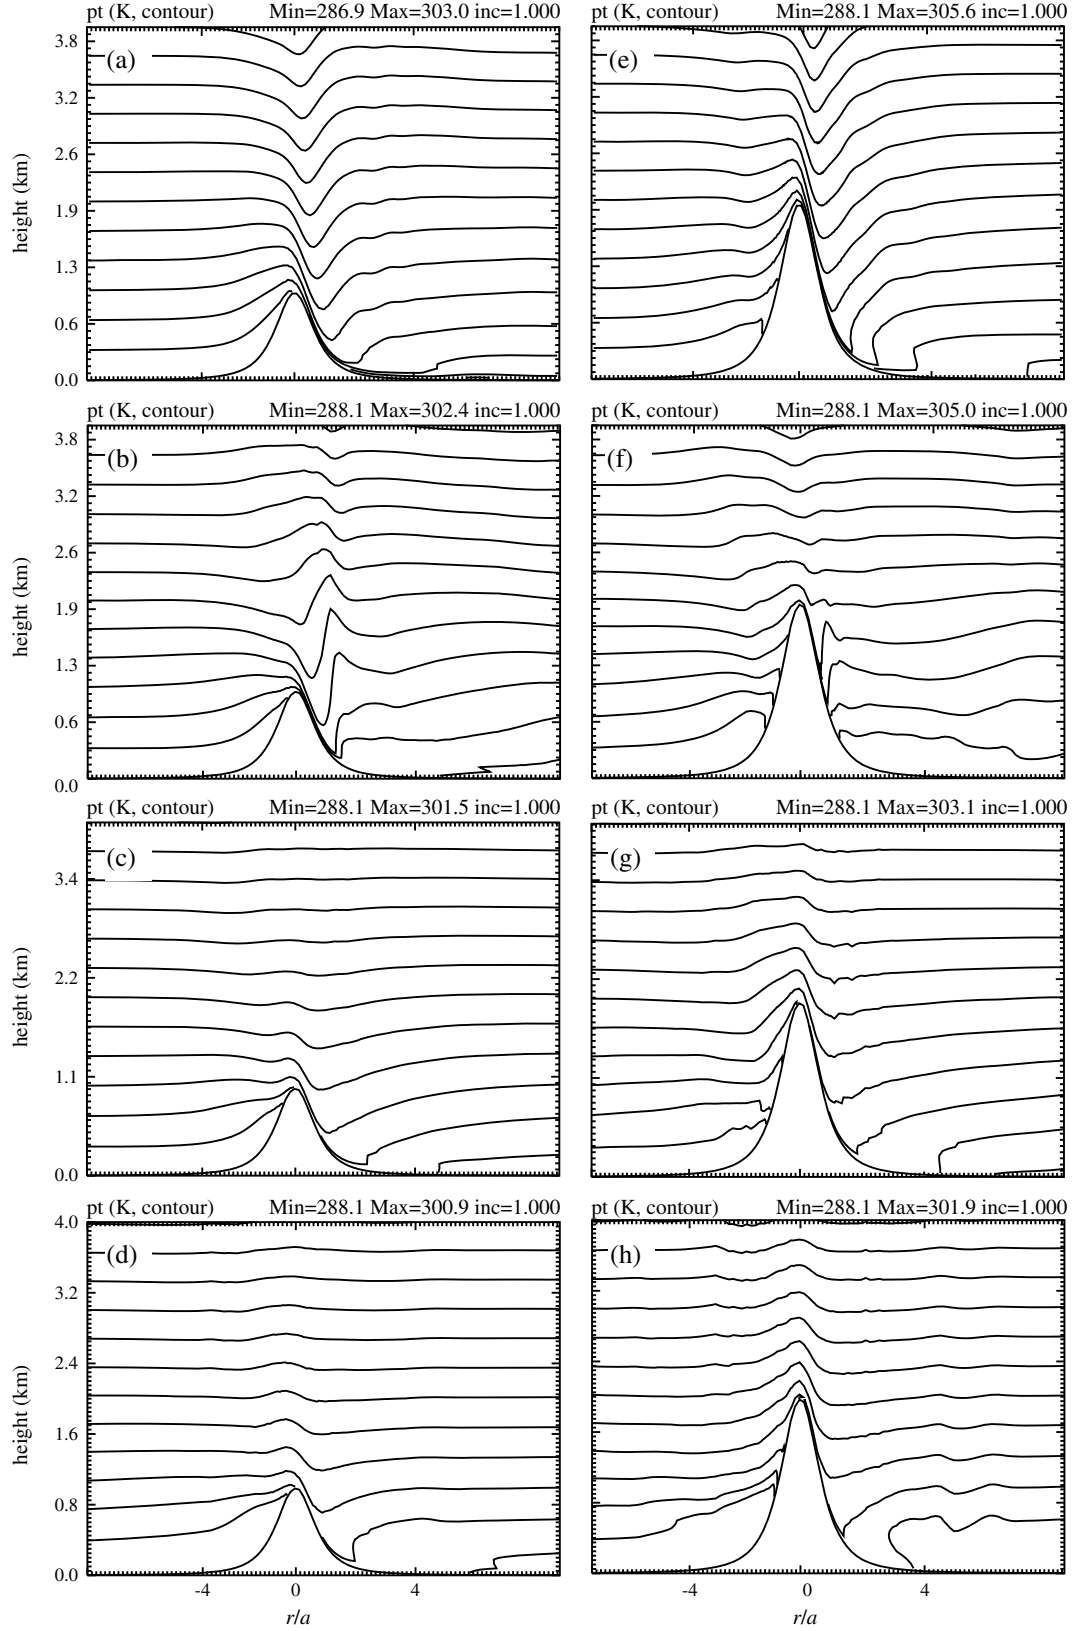 pt (K, contour) Min=286.9 Max=303.0 inc=1.000
(a)
3.8
3.2
2.6
1.9
1.3
0.6
0.0
height (km)
pt (K, contour) Min=288.1 Max=305.6 inc=1.000
(e)
pt (K, contour) Min=288.1 Max=302.4 inc=1.000
(b)
3.8
3.2
2.6
1.9
1.3
0.6
0.0
height (km)
pt (K, contour) Min=288.1 Max=305.0 inc=1.000
(f)
pt (K, contour) Min=288.1 Max=301.5 inc=1.000
(c)
3.4
2.2
1.1
0.0
height (km)
pt (K, contour) Min=288.1 Max=303.1 inc=1.000
(g)
pt (K, contour) Min=288.1 Max=300.9 inc=1.000
(d)
4.0
3.2
2.4
1.6
0.8
0.0
height (km)
-4 0 4
r/a
pt (K, contour) Min=288.1 Max=301.9 inc=1.000
(h)
-4 0 4
r/a